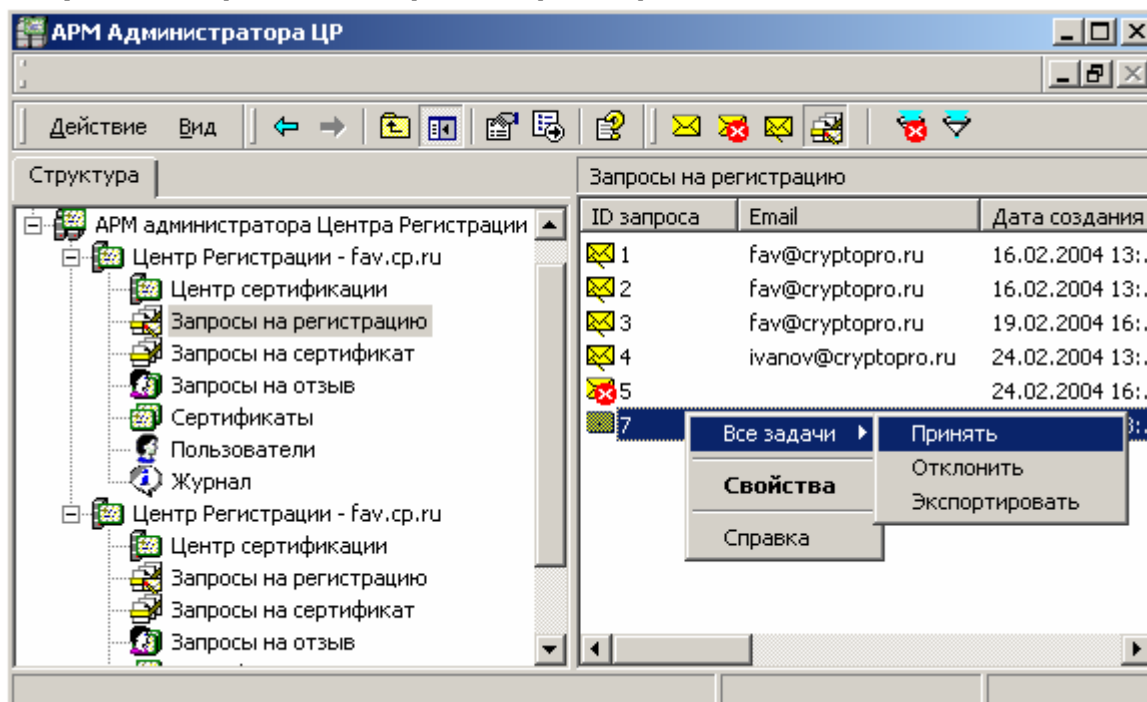 АРМ Администратора ЦР
Действие Вид
Структура
АРМ администратора Центра Регистрации
Центр Регистрации - fav.cp.ru
Центр сертификации
Запросы на регистрацию
Запросы на сертификат
Запросы на отзыв
Сертификаты
Пользователи
Журнал
Центр Регистрации - fav.cp.ru
Центр сертификации
Запросы на регистрацию
Запросы на сертификат
Запросы на отзыв
Запросы на регистрацию
ID запроса Email Дата создания
1 fav@cryptopro.ru 16.02.2004 13:.
2 fav@cryptopro.ru 16.02.2004 13:.
3 fav@cryptopro.ru 19.02.2004 16:.
4 ivanov@cryptopro.ru 24.02.2004 13:.
5 24.02.2004 16:.
7
Все задачи
Свойства
Справка
Принять
Отклонить
Экспортировать